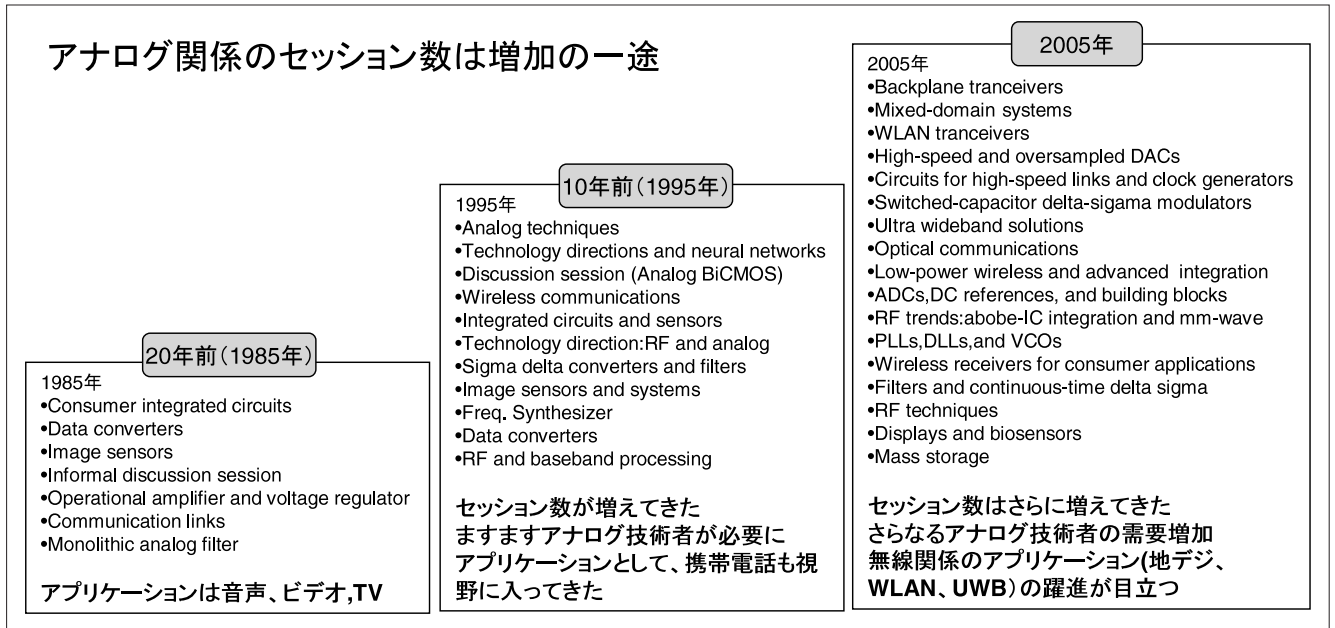 アナログ関係のセッション数は増加の一途
20年前(1985年)
1985年
•Consumer integrated circuits
•Data converters
•Image sensors
•Informal discussion session
•Operational amplifier and voltage regulator
•Communication links
•Monolithic analog filter
アプリケーションは音声、ビデオ,TV
10年前(1995年)
1995年
•Analog techniques
•Technology directions and neural networks
•Discussion session (Analog BiCMOS)
•Wireless communications
•Integrated circuits and sensors
•Technology direction:RF and analog
•Sigma delta converters and filters
•Image sensors and systems
•Freq. Synthesizer
•Data converters
•RF and baseband processing
セッション数が増えてきた
ますますアナログ技術者が必要に
アプリケーションとして、携帯電話も視
野に入ってきた
2005年
2005年
•Backplane tranceivers
•Mixed-domain systems
•WLAN tranceivers
•High-speed and oversampled DACs
•Circuits for high-speed links and clock generators
•Switched-capacitor delta-sigama modulators
•Ultra wideband solutions
•Optical communications
•Low-power wireless and advanced integration
•ADCs,DC references, and building blocks
•RF trends:abobe-IC integration and mm-wave
•PLLs,DLLs,and VCOs
•Wireless receivers for consumer applications
•Filters and continuous-time delta sigma
•RF techniques
•Displays and biosensors
•Mass storage
セッション数はさらに増えてきた
さらなるアナログ技術者の需要増加
無線関係のアプリケーション(地デジ、
WLAN、UWB)の躍進が目立つ